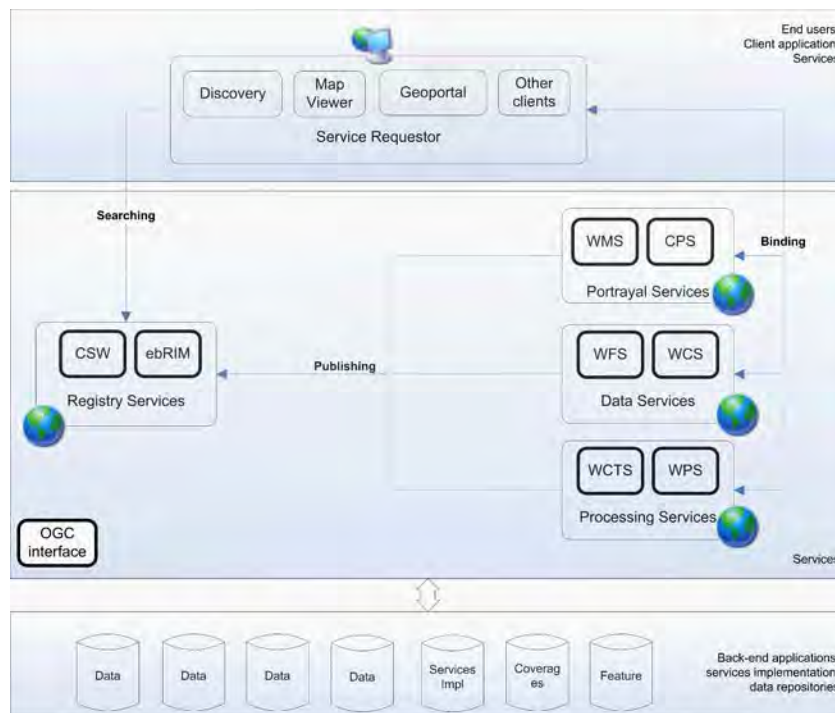 End users
Client application
Services
Discovery
Map
Viewer
Geoportal
Other
clients
Service Requestor
Searching
WMS
CPS
Binding
Portrayal Services
CSW
ebRIM
Registry Services
Publishing
WFS
WCS
Data Services
WCTS
WPS
Processing Services
OGC
interface
Services
Data
Data
Data
Data
Services
Impl
Coverag
es
Feature
Back-end applications
services implementation
data repositories